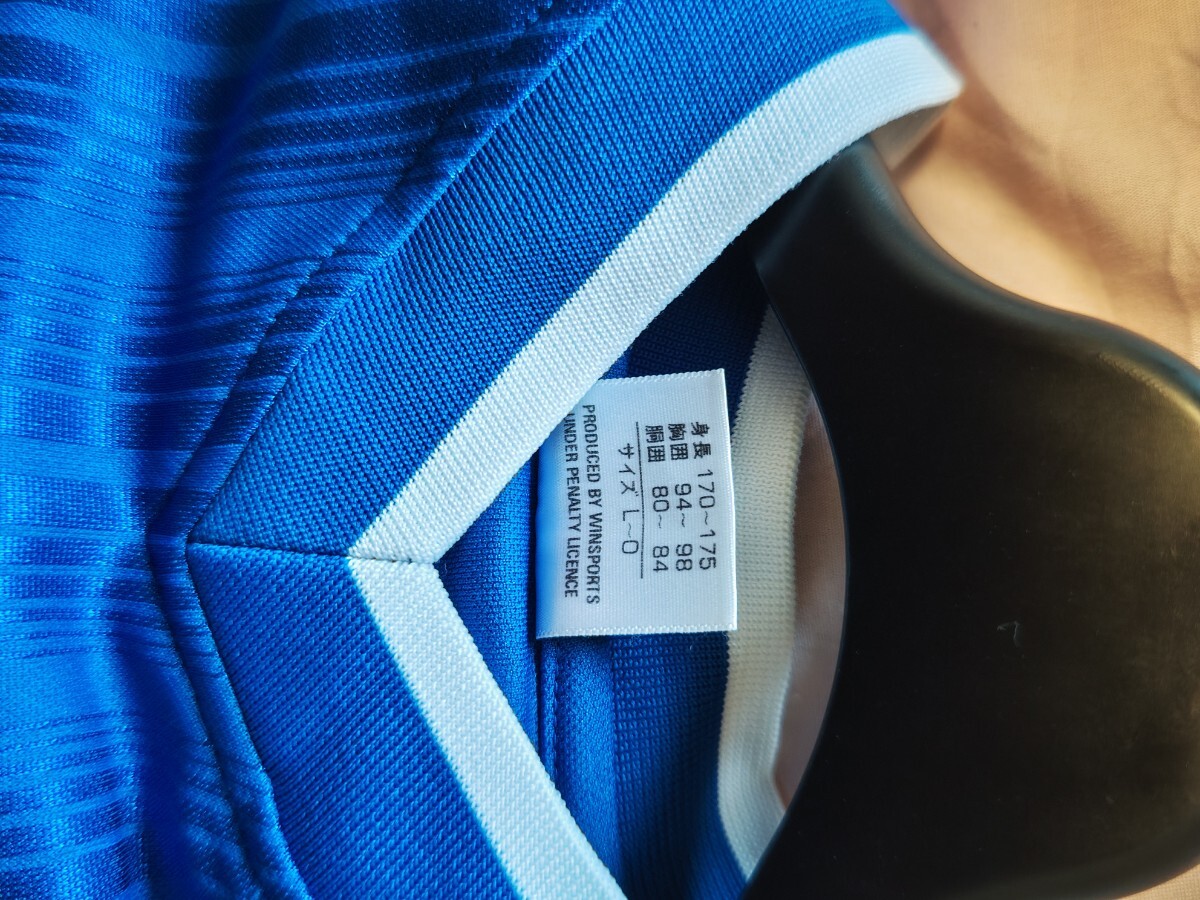 身長 170～175
胸囲 94～ 98
胴囲 80～ 84
サイズ L～O
PRODUCED BY WINSPORTS
UNDER PENALTY LICENCE